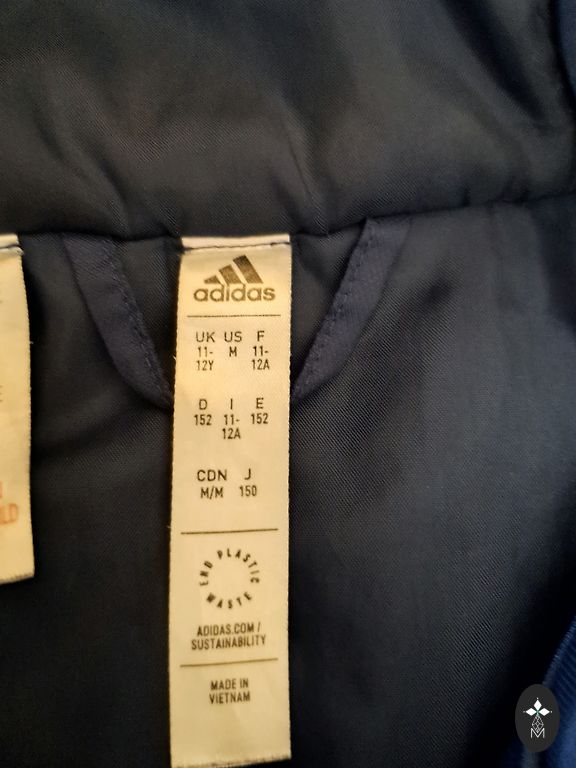 adidas
UK US F
11- M 11-
12Y 12A
D I E
152 11- 152
12A
CDN J
M/M 150
END PLASTIC WASTE
ADIDAS.COM/
SUSTAINABILITY
MADE IN
VIETNAM